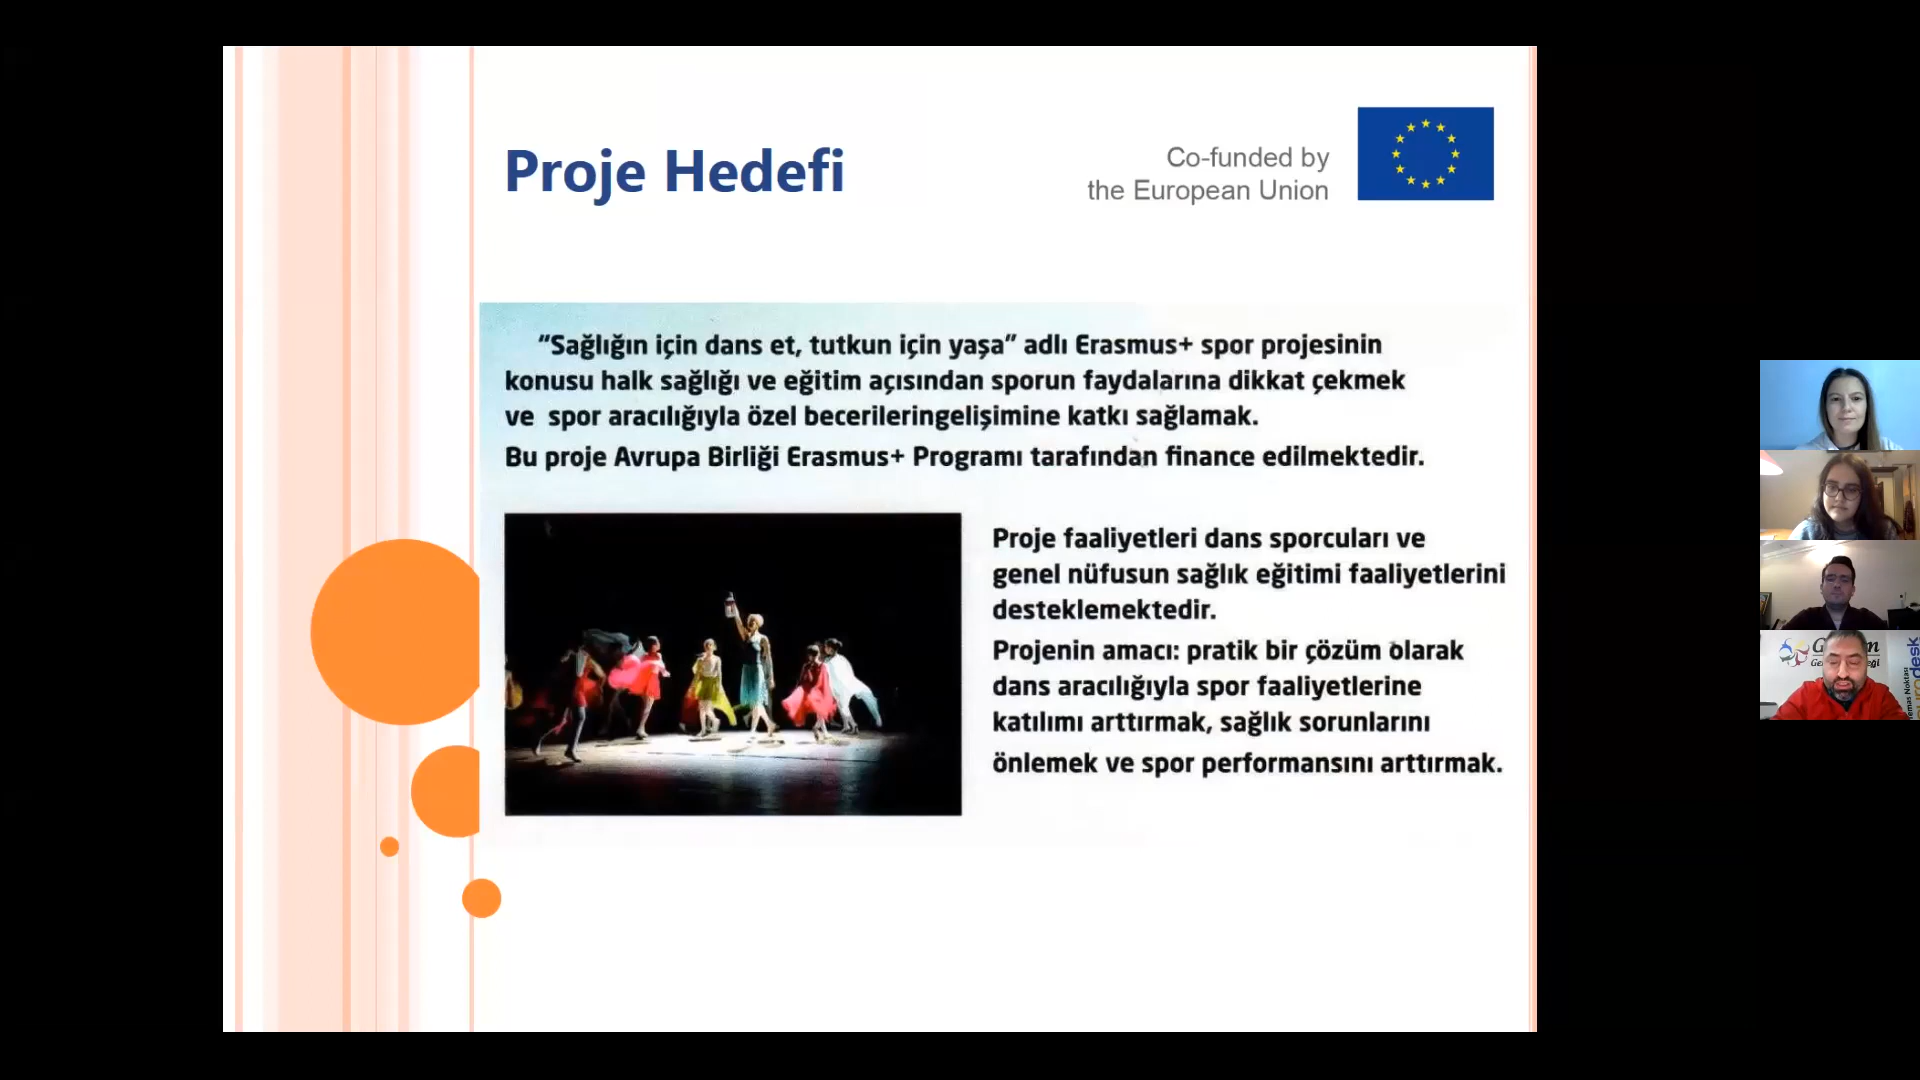 Proje Hedefi
Co-funded by
the European Union
“Sağlığın için dans et, tutkun için yaşa” adlı Erasmus+ spor projesinin
konusu halk sağlığı ve eğitim açısından sporun faydalarına dikkat çekmek
ve spor aracılığıyla özel becerileringelişimine katkı sağlamak.
Bu proje Avrupa Birliği Erasmus+ Programı tarafından finance edilmektedir.
Proje faaliyetleri dans sporcuları ve
genel nüfusun sağlık eğitimi faaliyetlerini
desteklemektedir.
Projenin amacı: pratik bir çözüm olarak
dans aracılığıyla spor faaliyetlerine
katılımı arttırmak, sağlık sorunlarını
önlemek ve spor performansını arttırmak.